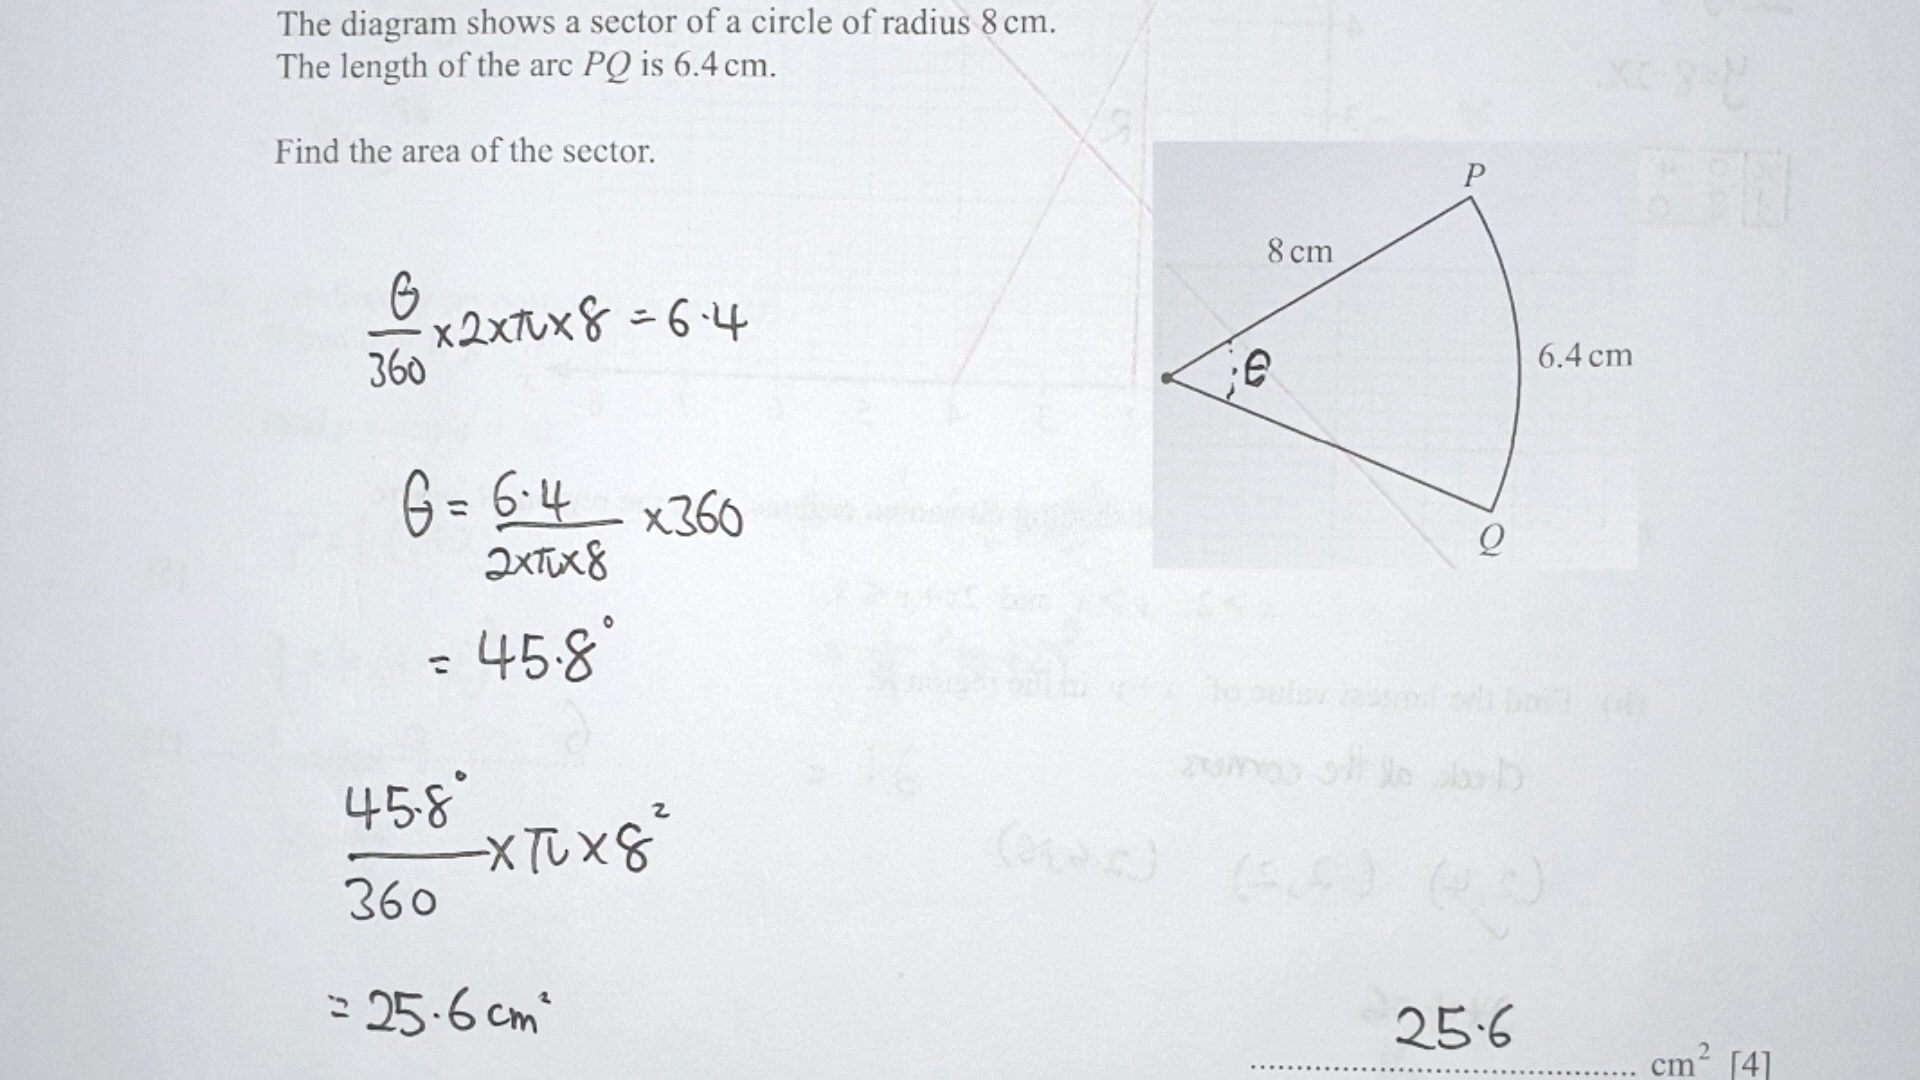 The diagram shows a sector of a circle of radius 8 cm.
The length of the arc PQ is 6.4 cm.
Find the area of the sector.
P
8 cm
θ
6.4 cm
Q
θ/360 × 2 × π × 8 = 6.4
θ = 6.4/(2×π×8) × 360
= 45.8°
45.8°/360 × π × 8²
= 25.6 cm²
25.6
cm² [4]